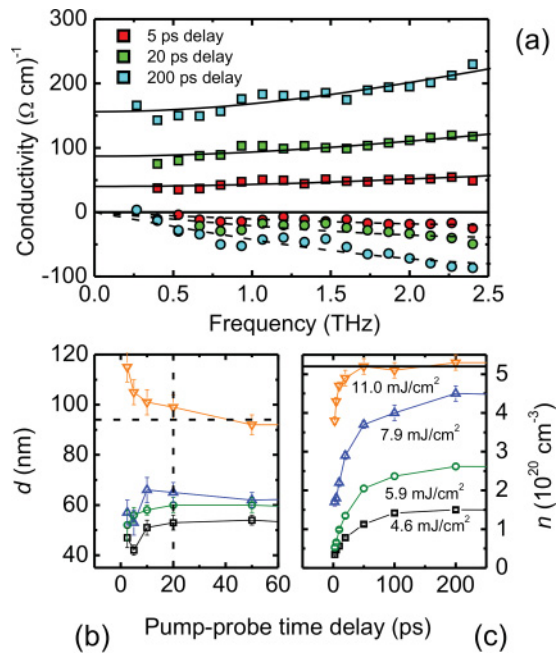 (a)
5 ps delay
20 ps delay
200 ps delay
Conductivity (Ω cm)⁻¹
300
200
100
0
-100
0.0 0.5 1.0 1.5 2.0 2.5
Frequency (THz)
d (nm)
120
100
80
60
40
0 20 40 60
11.0 mJ/cm²
7.9 mJ/cm²
5.9 mJ/cm²
4.6 mJ/cm²
5
4
3
2
1
0
n (10²⁰ cm⁻³)
0 100 200
(b) Pump-probe time delay (ps) (c)